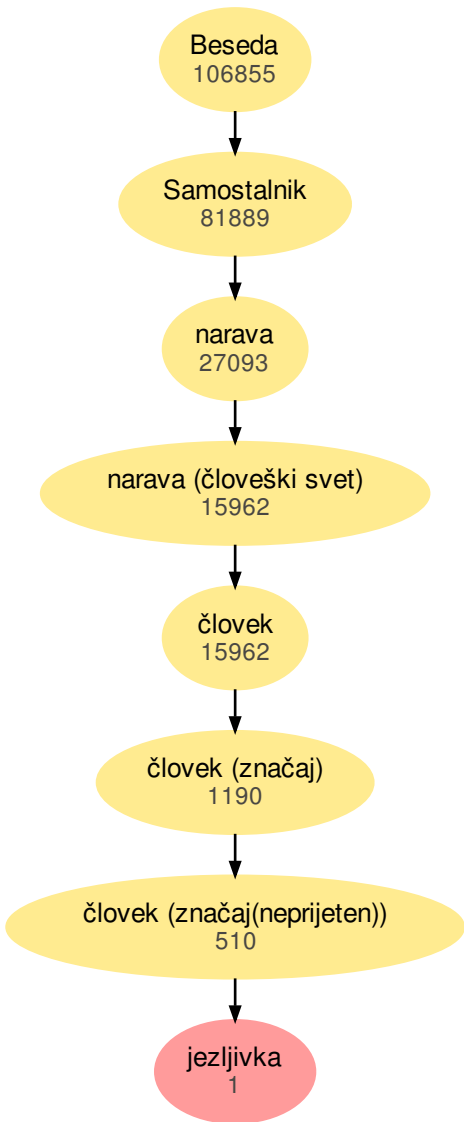 Beseda
106855
Samostalnik
81889
narava
27093
narava (človeški svet)
15962
človek
15962
človek (značaj)
1190
človek (značaj(neprijeten))
510
jezljivka
1